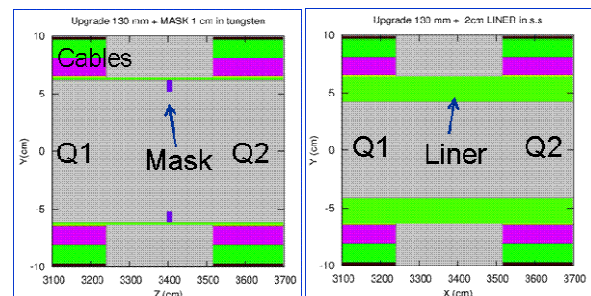 Upgrade 130 mm + MASK 1 cm in tungsten
10
5
0
-5
-10
Y(cm)
Cables
Q1
Mask
Q2
3100 3200 3300 3400 3500 3600 3700
Z (cm)
Upgrade 130 mm + 2cm LINER in s.s
10
5
0
-5
-10
Y(cm)
Q1
Liner
Q2
3100 3200 3300 3400 3500 3600 3700
X (cm)